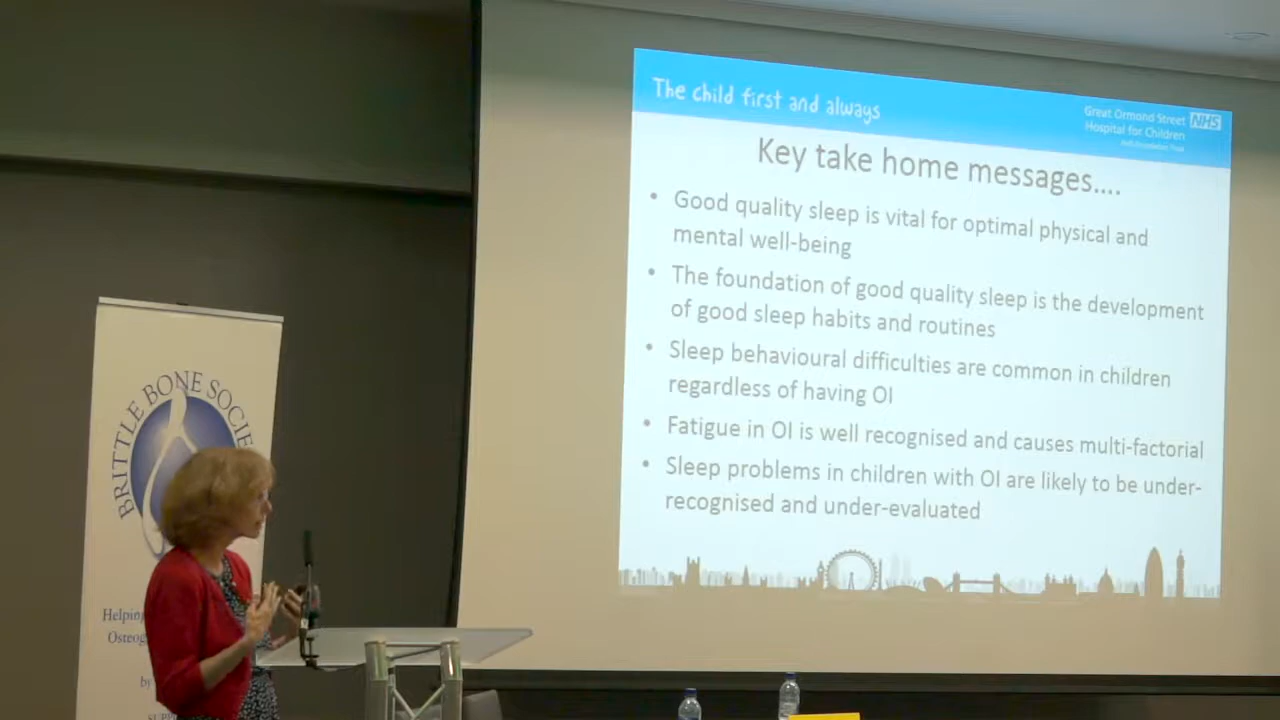 The child first and always
Great Ormond Street NHS
Hospital for Children
NHS Foundation Trust
Key take home messages....
• Good quality sleep is vital for optimal physical and
mental well-being
• The foundation of good quality sleep is the development
of good sleep habits and routines
• Sleep behavioural difficulties are common in children
regardless of having OI
• Fatigue in OI is well recognised and causes multi-factorial
• Sleep problems in children with OI are likely to be under-
recognised and under-evaluated
BRITTLE BONE SOCIE
Helping
Osteog
by
SUPP